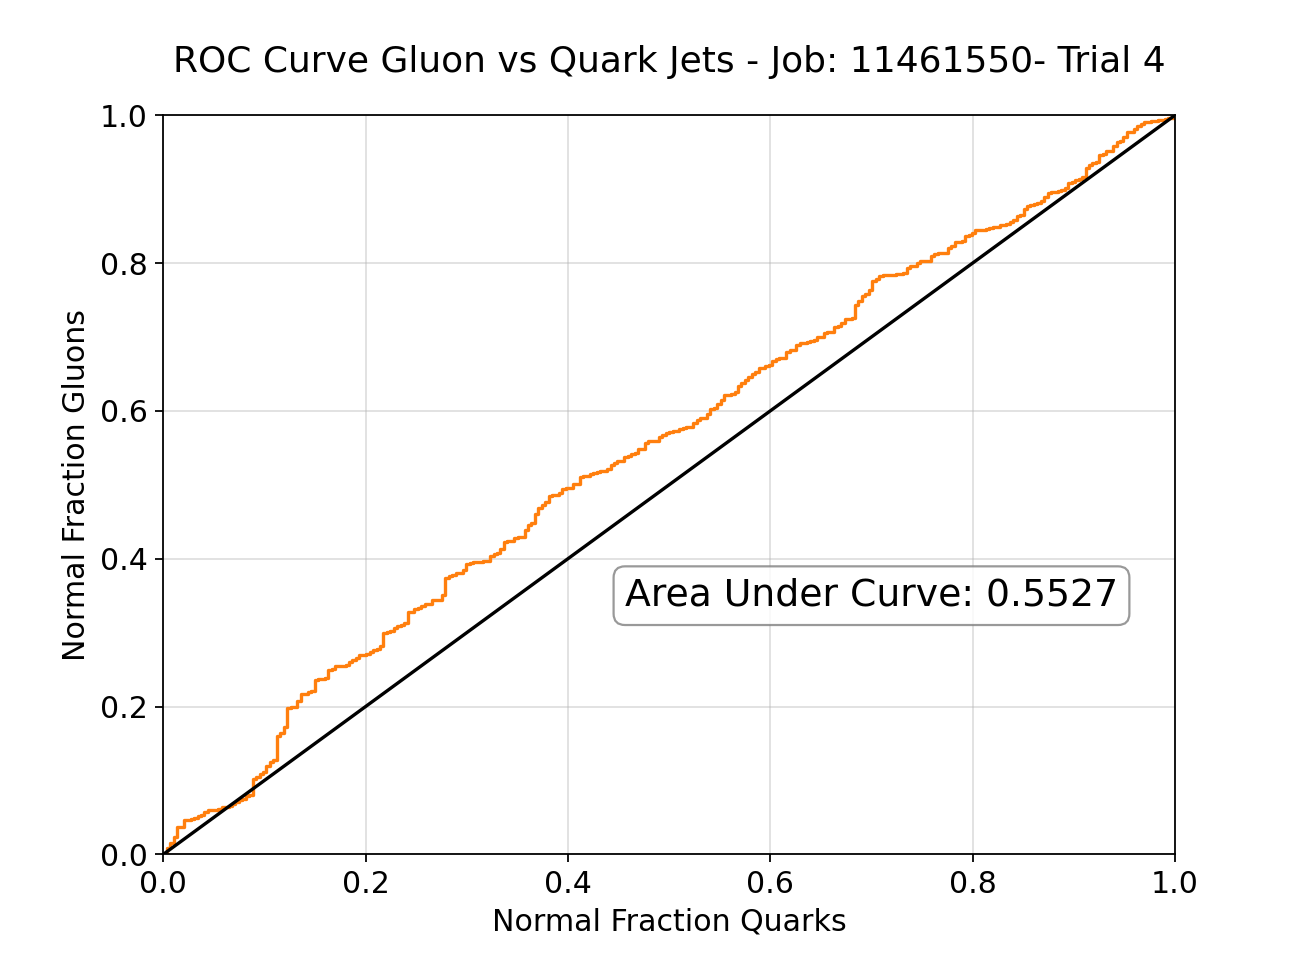 ROC Curve Gluon vs Quark Jets - Job: 11461550- Trial 4
1.0
0.8
0.6
0.4
0.2
0.0
Normal Fraction Gluons
Area Under Curve: 0.5527
0.0 0.2 0.4 0.6 0.8 1.0
Normal Fraction Quarks